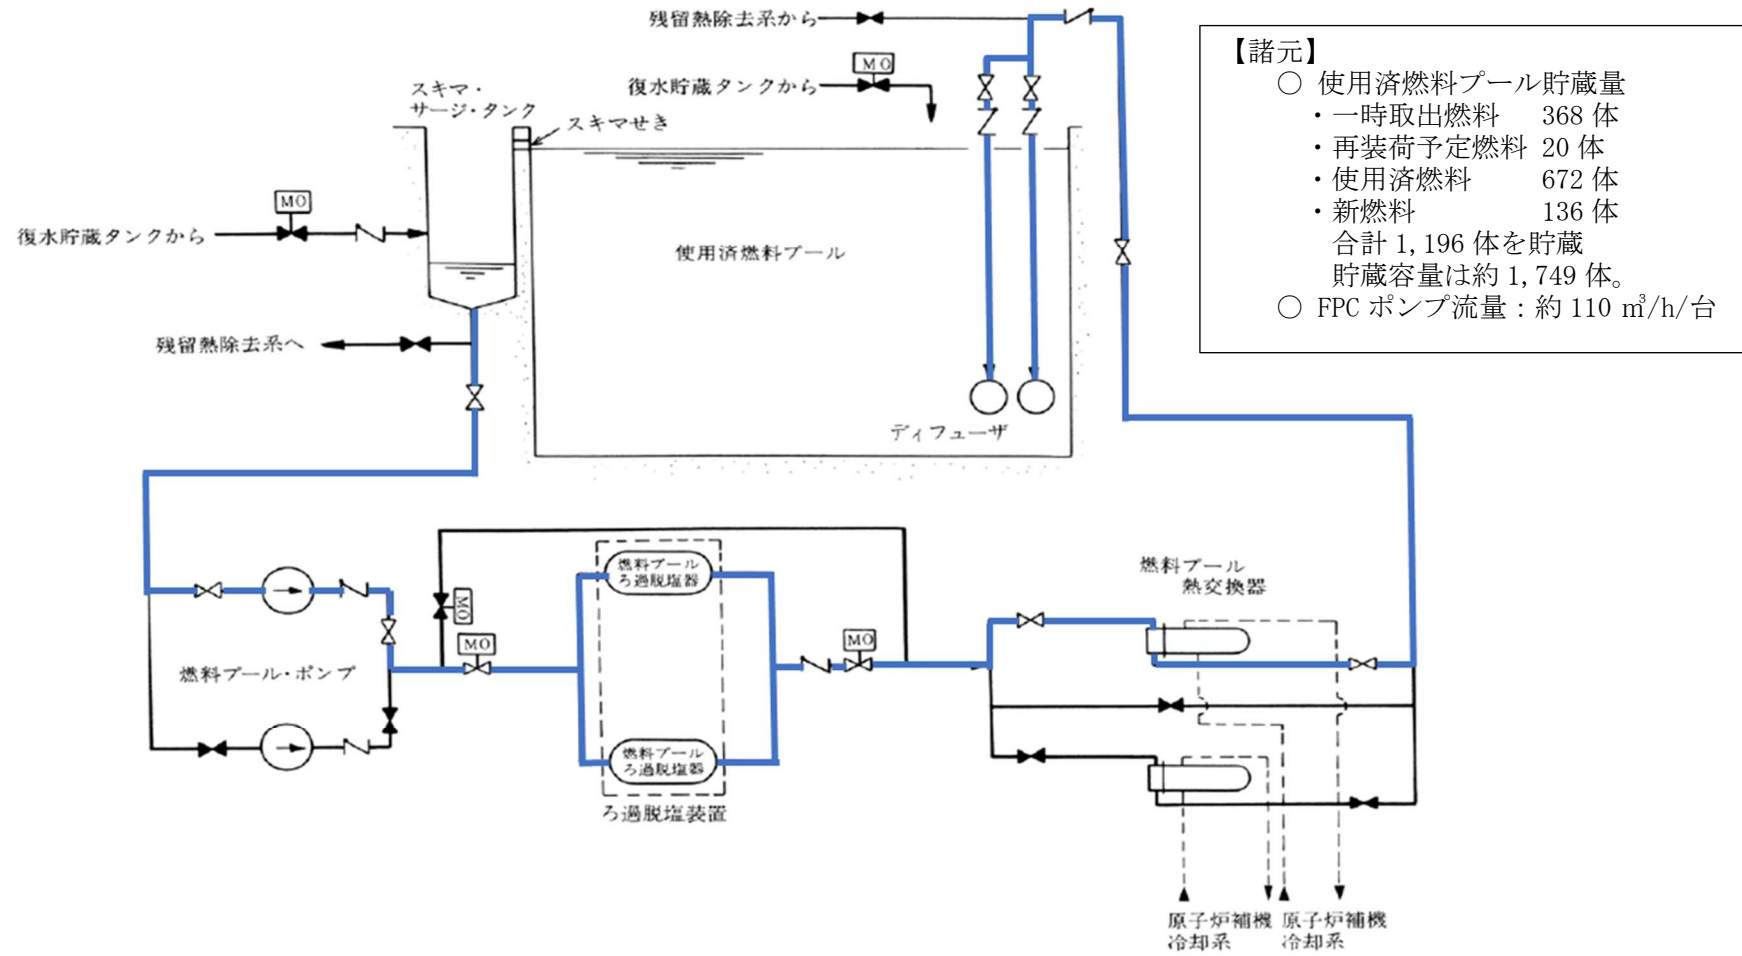 残留熱除去系から
MO
復水貯蔵タンクから
スキマ・
サージ・タンク
スキマせき
MO
復水貯蔵タンクから
使用済燃料プール
残留熱除去系へ
ディフューザ
【諸元】
○ 使用済燃料プール貯蔵量
・一時取出燃料 368 体
・再装荷予定燃料 20 体
・使用済燃料 672 体
・新燃料 136 体
合計 1,196 体を貯蔵
貯蔵容量は約 1,749 体。
○ FPC ポンプ流量：約 110 ㎥/h/台
燃料プール・ポンプ
MO
MO
燃料プール
ろ過脱塩器
燃料プール
ろ過脱塩器
ろ過脱塩装置
MO
燃料プール
熱交換器
原子炉補機
冷却系
原子炉補機
冷却系